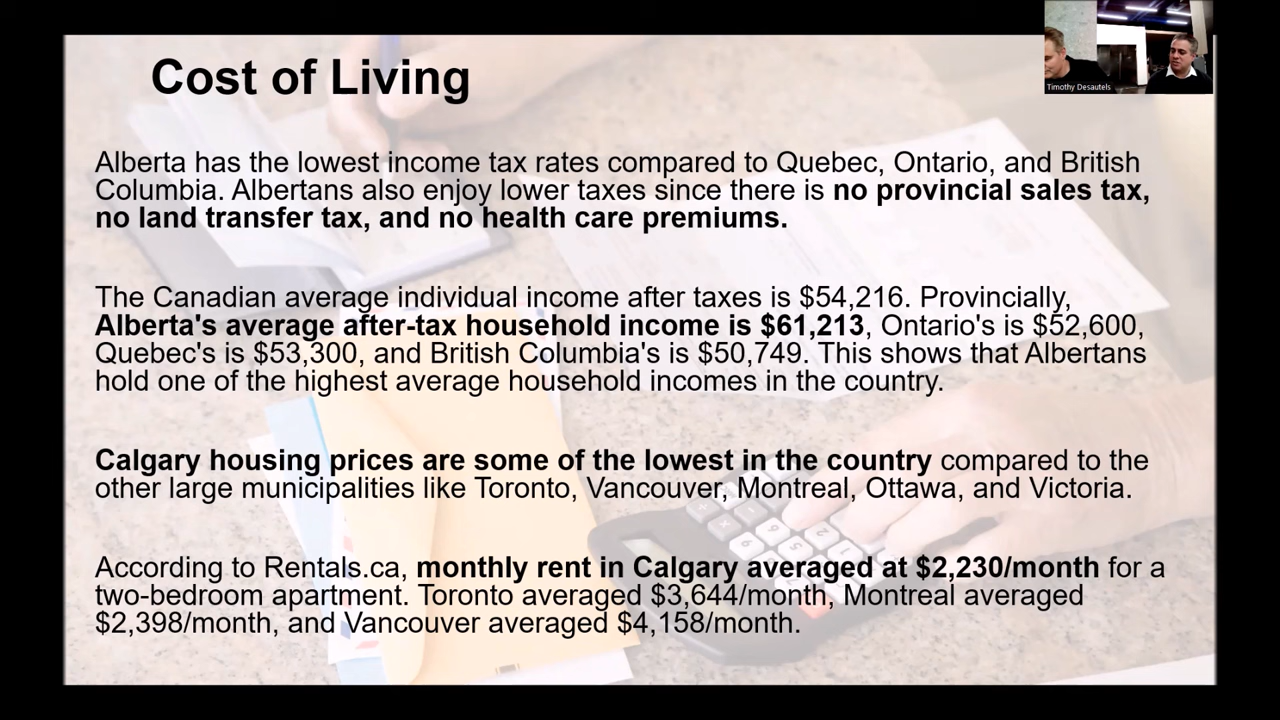 Cost of Living
Timothy Desautels
Alberta has the lowest income tax rates compared to Quebec, Ontario, and British
Columbia. Albertans also enjoy lower taxes since there is no provincial sales tax,
no land transfer tax, and no health care premiums.
The Canadian average individual income after taxes is $54,216. Provincially,
Alberta's average after-tax household income is $61,213, Ontario's is $52,600,
Quebec's is $53,300, and British Columbia's is $50,749. This shows that Albertans
hold one of the highest average household incomes in the country.
Calgary housing prices are some of the lowest in the country compared to the
other large municipalities like Toronto, Vancouver, Montreal, Ottawa, and Victoria.
According to Rentals.ca, monthly rent in Calgary averaged at $2,230/month for a
two-bedroom apartment. Toronto averaged $3,644/month, Montreal averaged
$2,398/month, and Vancouver averaged $4,158/month.